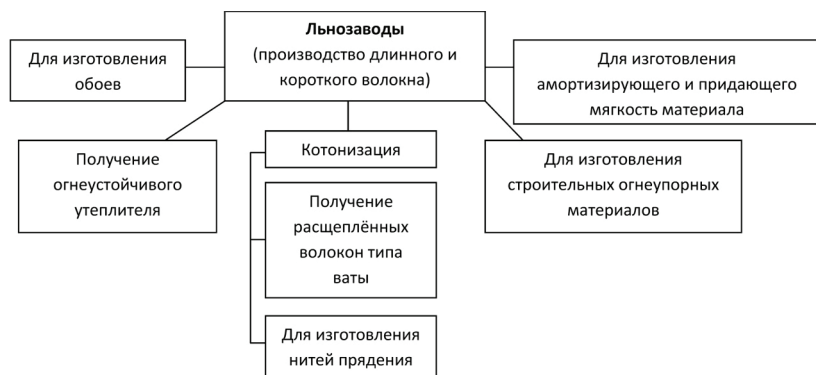 Льнозаводы
(производство длинного и
короткого волокна)
Для изготовления
обоев
Для изготовления
амортизирующего и придающего
мягкость материала
Получение
огнеустойчивого
утеплителя
Котонизация
Для изготовления
строительных огнеупорных
материалов
Получение
расщеплённых
волокон типа
ваты
Для изготовления
нитей прядения